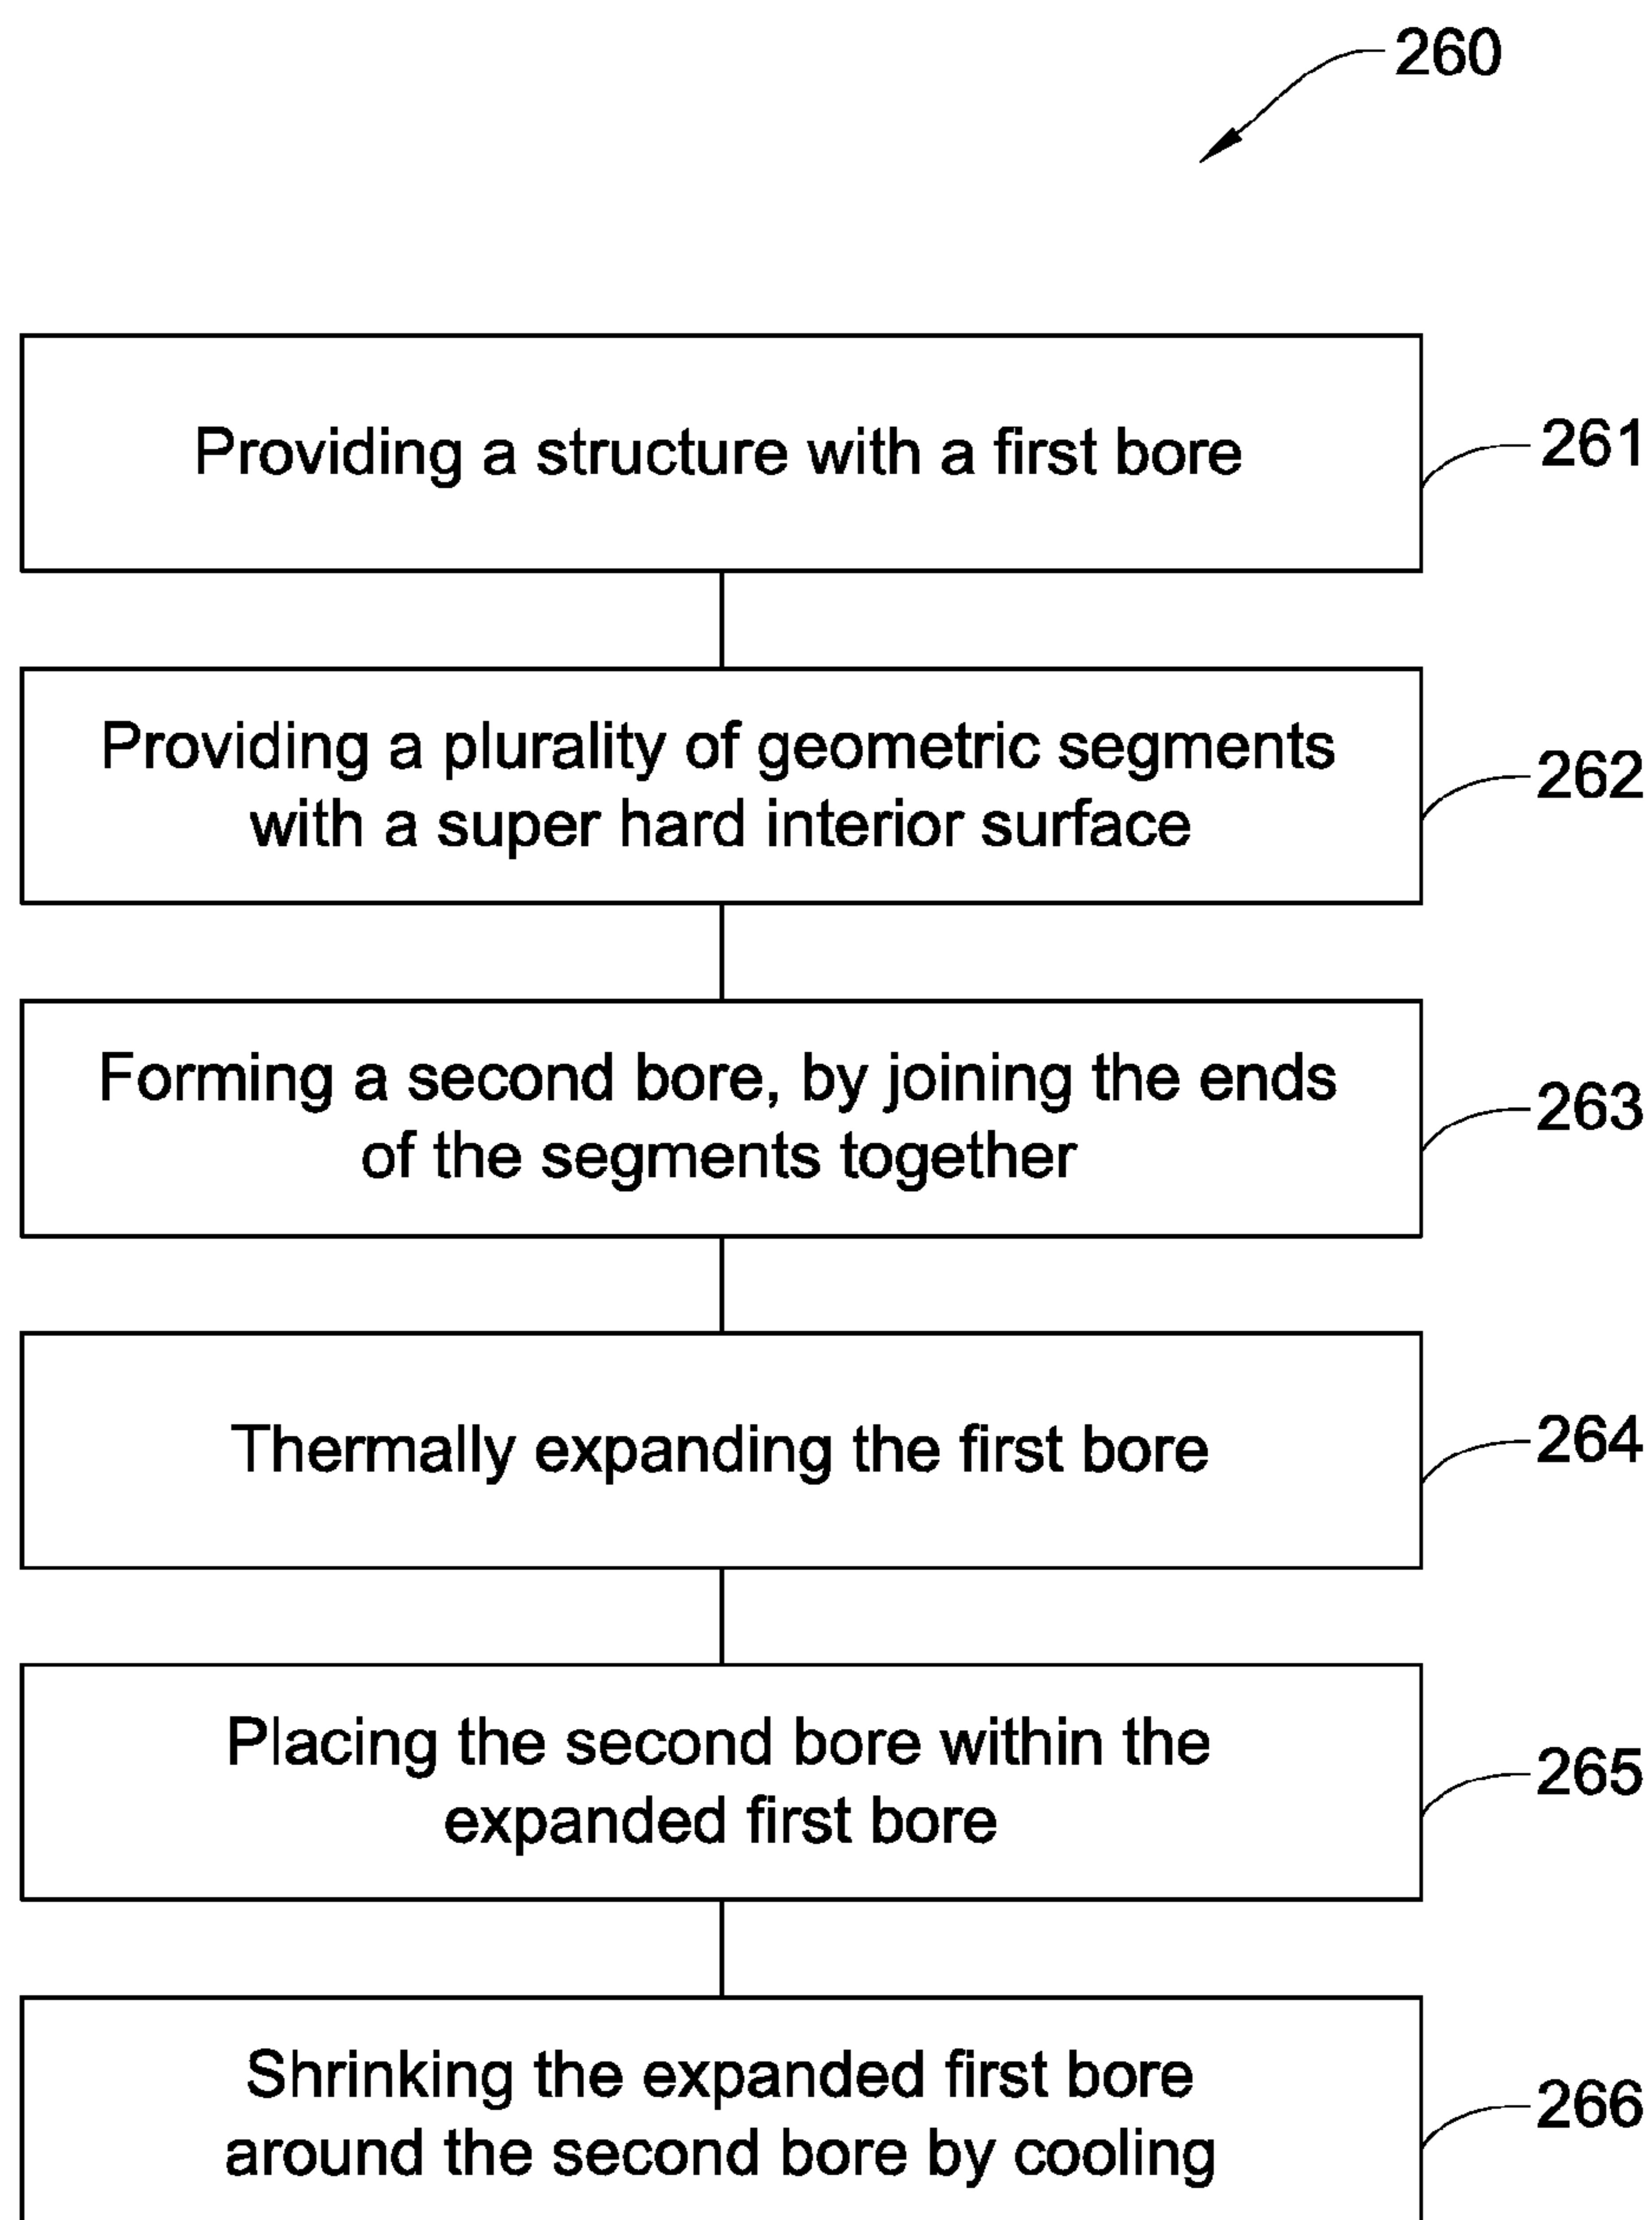 260
Providing a structure with a first bore
261
Providing a plurality of geometric segments
with a super hard interior surface
262
Forming a second bore, by joining the ends
of the segments together
263
Thermally expanding the first bore
264
Placing the second bore within the
expanded first bore
265
Shrinking the expanded first bore
around the second bore by cooling
266